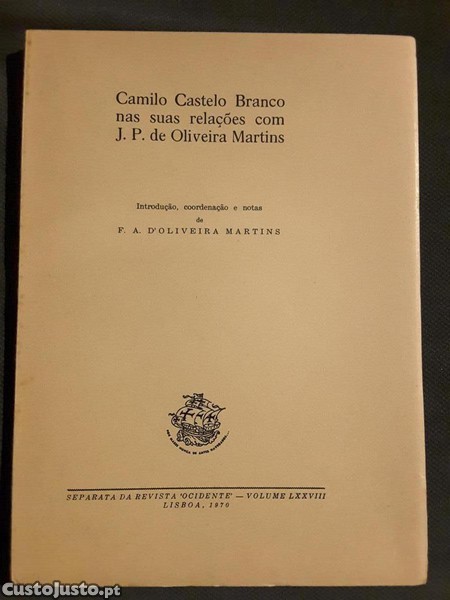 Camilo Castelo Branco
nas suas relações com
J. P. de Oliveira Martins
Introdução, coordenação e notas
de
F. A. D'OLIVEIRA MARTINS
SEPARATA DA REVISTA 'OCIDENTE' — VOLUME LXXVIII
LISBOA, 1970
CustoJusto.pt